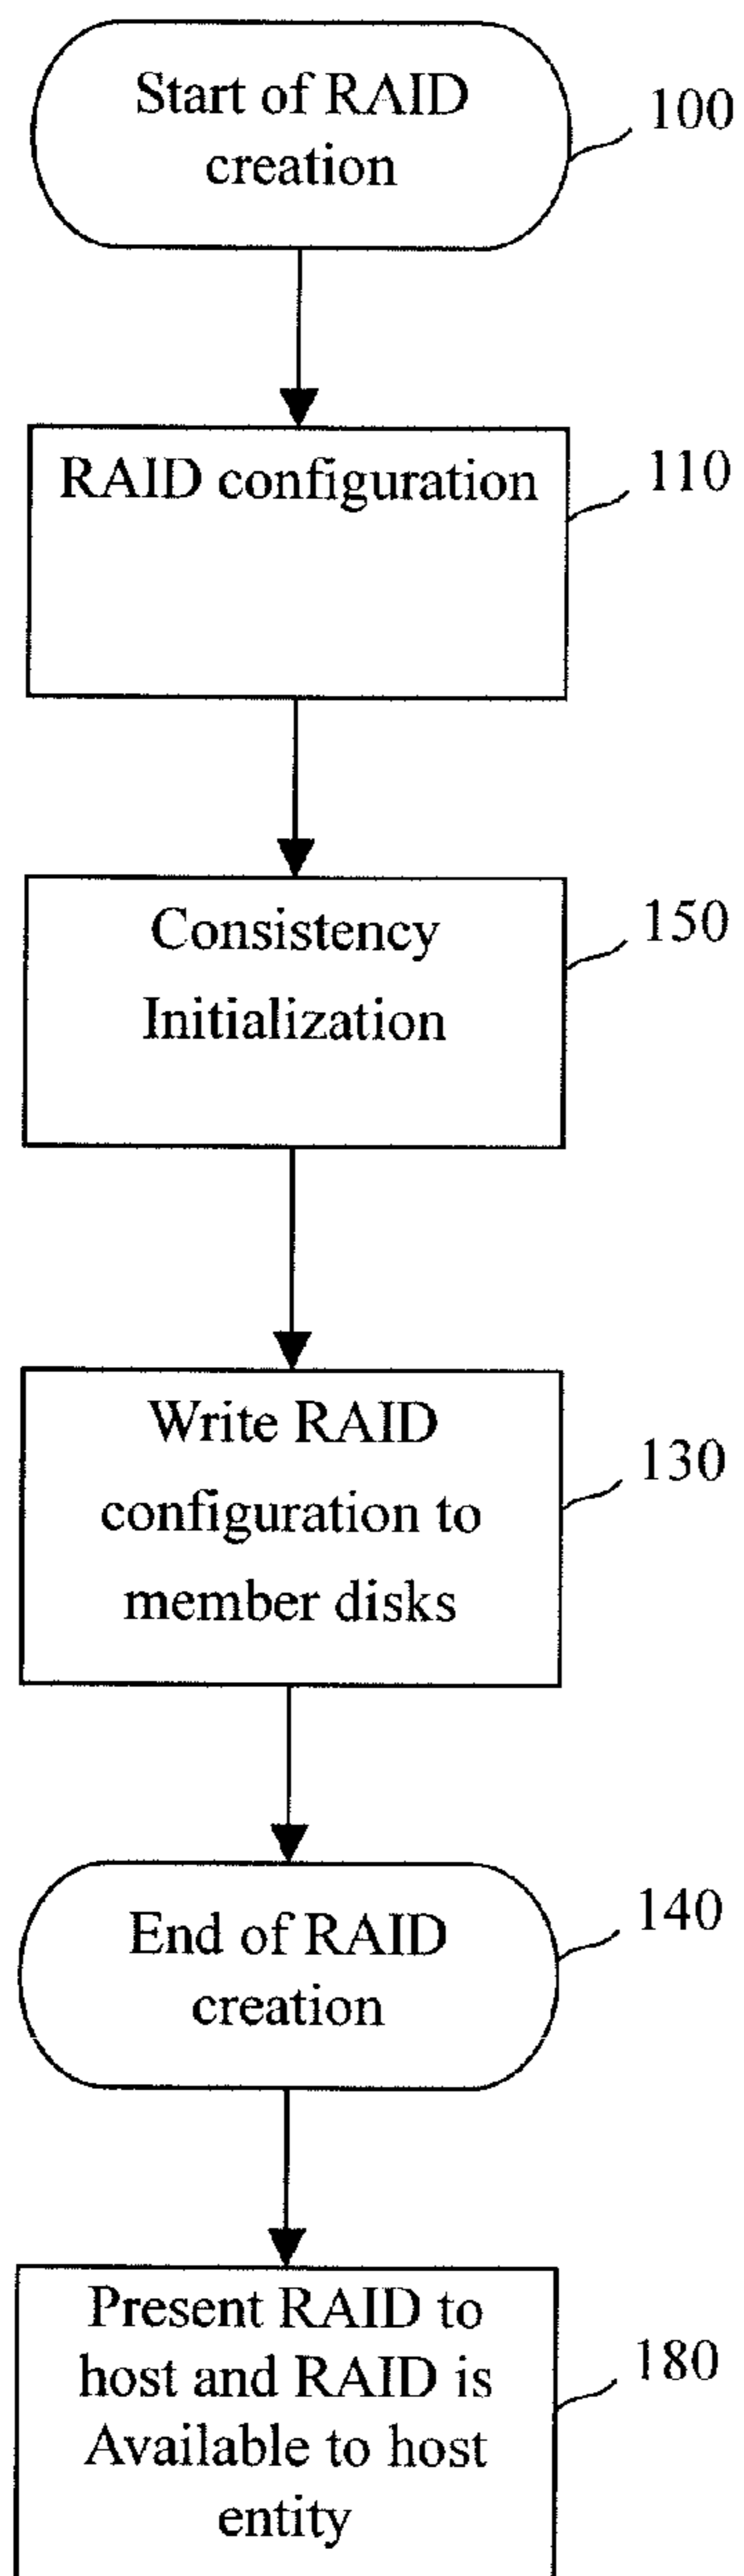 Start of RAID
creation
100
RAID configuration
110
Consistency
Initialization
150
Write RAID
configuration to
member disks
130
End of RAID
creation
140
Present RAID to
host and RAID is
Available to host
entity
180